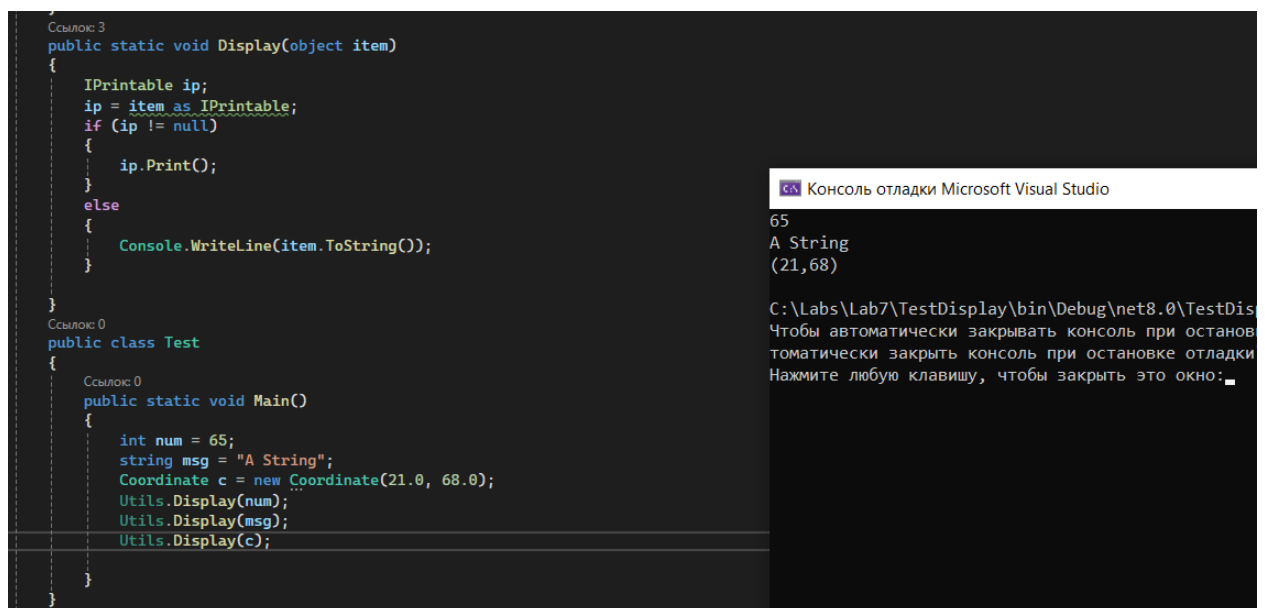 Ссылок: 3
public static void Display(object item)
{
IPrintable ip;
ip = item as IPrintable;
if (ip != null)
{
ip.Print();
}
else
{
Console.WriteLine(item.ToString());
}
}
Ссылок: 0
public class Test
{
Ссылок: 0
public static void Main()
{
int num = 65;
string msg = "A String";
Coordinate c = new Coordinate(21.0, 68.0);
Utils.Display(num);
Utils.Display(msg);
Utils.Display(c);
}
}
Консоль отладки Microsoft Visual Studio
65
A String
(21,68)
C:\Labs\Lab7\TestDisplay\bin\Debug\net8.0\TestDis
Чтобы автоматически закрывать консоль при останов
томатически закрыть консоль при остановке отладки
Нажмите любую клавишу, чтобы закрыть это окно: